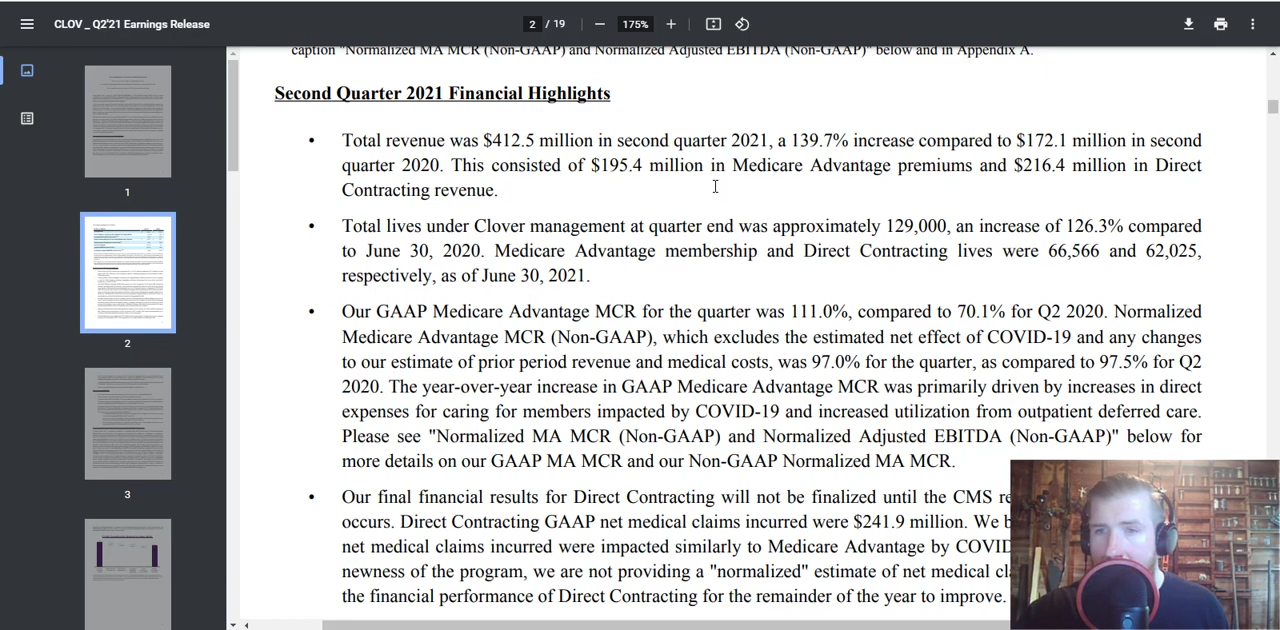 CLOV _ Q2'21 Earnings Release
2 / 19
175%
caption "Normalized MA MCR (Non-GAAP) and Normalized Adjusted EBITDA (Non-GAAP)" below and in Appendix A.
Second Quarter 2021 Financial Highlights
• Total revenue was $412.5 million in second quarter 2021, a 139.7% increase compared to $172.1 million in second
quarter 2020. This consisted of $195.4 million in Medicare Advantage premiums and $216.4 million in Direct
Contracting revenue.
• Total lives under Clover management at quarter end was approximately 129,000, an increase of 126.3% compared
to June 30, 2020. Medicare Advantage membership and Direct Contracting lives were 66,566 and 62,025,
respectively, as of June 30, 2021.
• Our GAAP Medicare Advantage MCR for the quarter was 111.0%, compared to 70.1% for Q2 2020. Normalized
Medicare Advantage MCR (Non-GAAP), which excludes the estimated net effect of COVID-19 and any changes
to our estimate of prior period revenue and medical costs, was 97.0% for the quarter, as compared to 97.5% for Q2
2020. The year-over-year increase in GAAP Medicare Advantage MCR was primarily driven by increases in direct
expenses for caring for members impacted by COVID-19 and increased utilization from outpatient deferred care.
Please see "Normalized MA MCR (Non-GAAP) and Normalized Adjusted EBITDA (Non-GAAP)" below for
more details on our GAAP MA MCR and our Non-GAAP Normalized MA MCR.
• Our final financial results for Direct Contracting will not be finalized until the CMS re
occurs. Direct Contracting GAAP net medical claims incurred were $241.9 million. We b
net medical claims incurred were impacted similarly to Medicare Advantage by COVID
newness of the program, we are not providing a "normalized" estimate of net medical cl
the financial performance of Direct Contracting for the remainder of the year to improve.
1
2
3